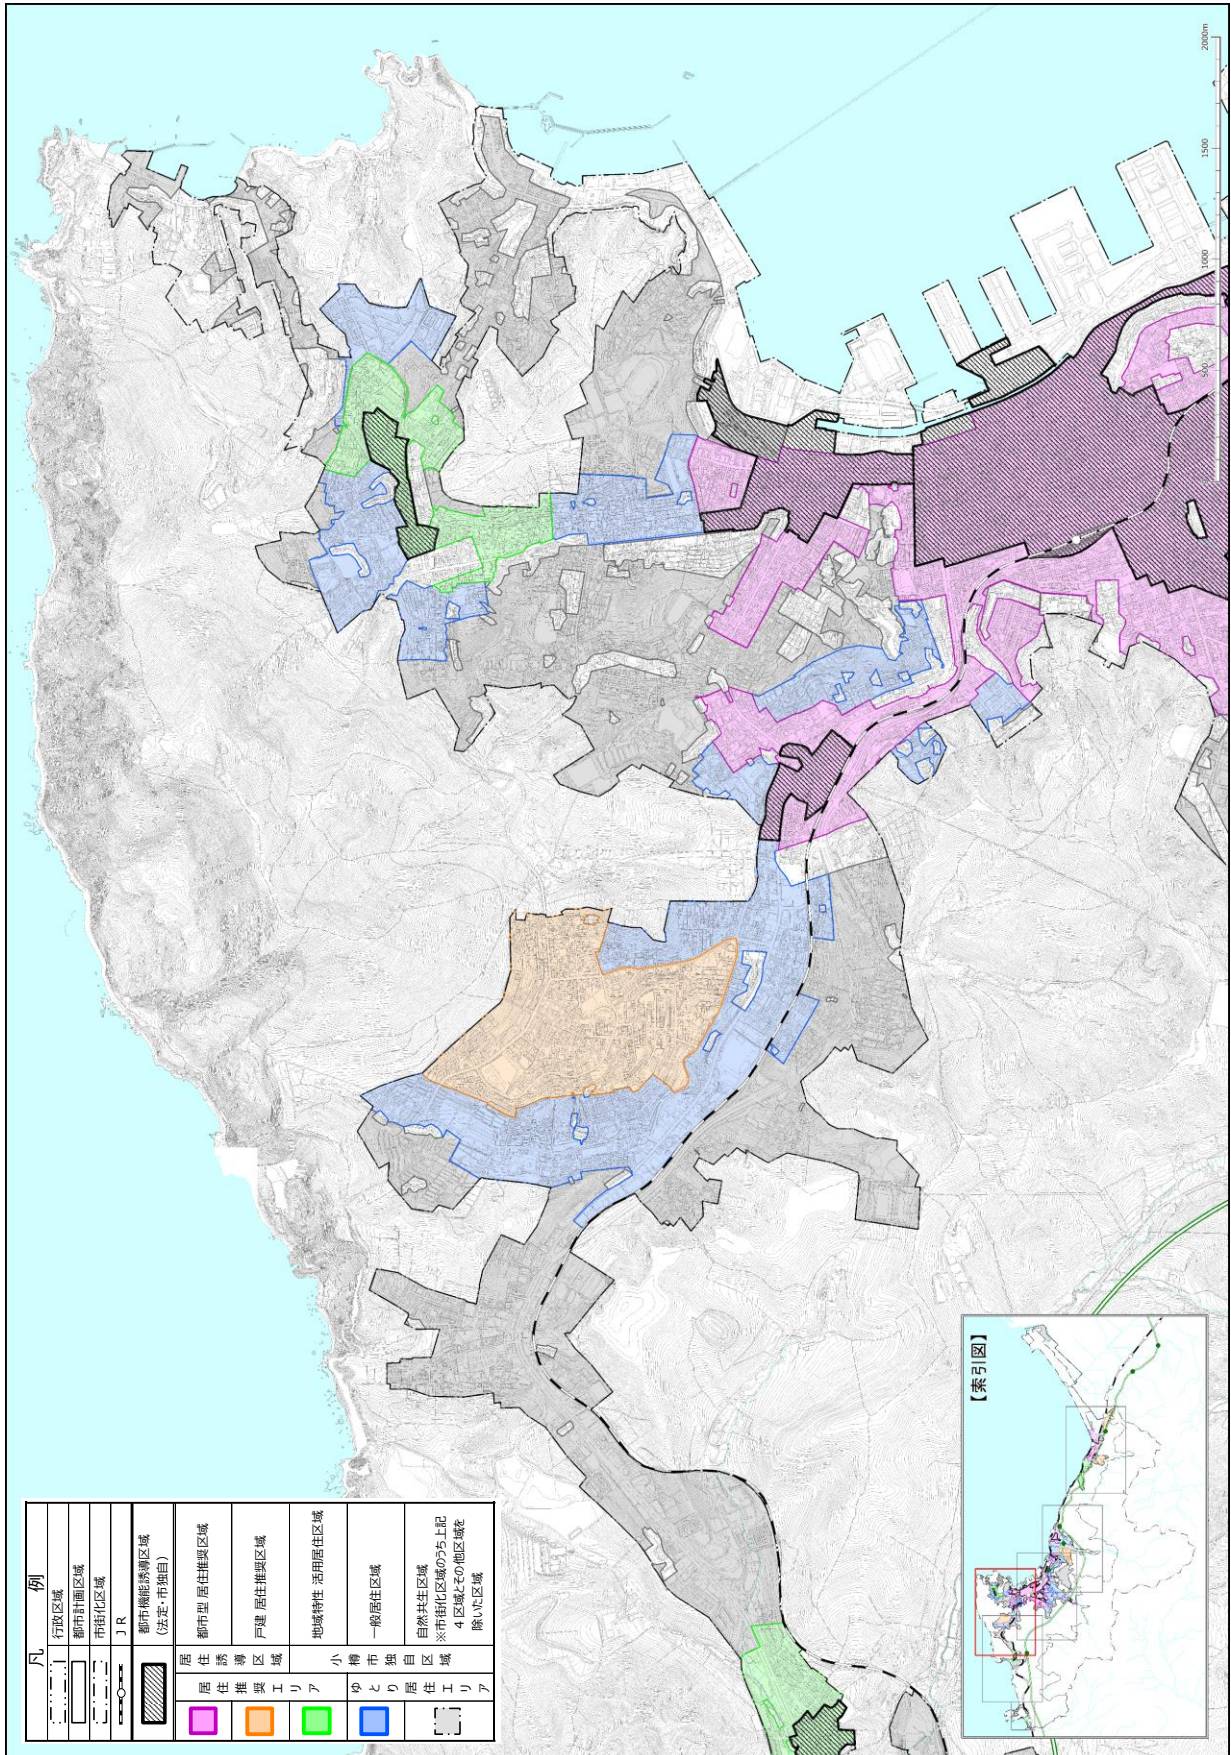 凡　例
行政区域
都市計画区域
市街化区域
ＪＲ
都市機能誘導区域
（法定・市独自）
居住誘導区域
小樽市独自区域
居住推奨エリア
ゆとり居住エリア
都市型 居住推奨区域
戸建 居住推奨区域
地域特性 活用居住区域
一般居住区域
自然共生区域
※市街化区域のうち上記
４区域とその他区域を
除いた区域
【索引図】
500
1000
1500
2000m